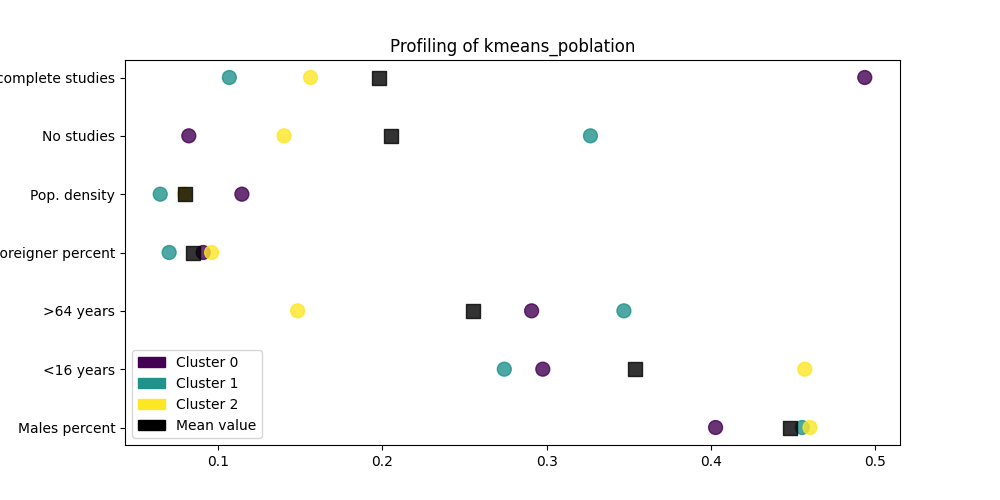 Profiling of kmeans_poblation
complete studies
No studies
Pop. density
oreigner percent
>64 years
<16 years
Males percent
Cluster 0
Cluster 1
Cluster 2
Mean value
0.1 0.2 0.3 0.4 0.5